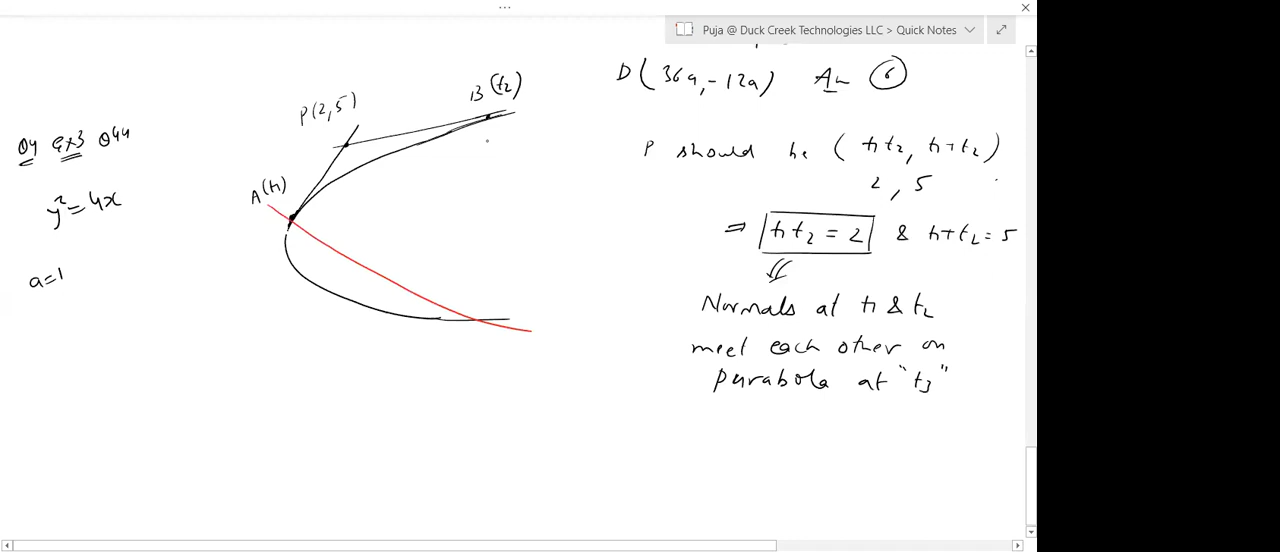 Puja @ Duck Creek Technologies LLC > Quick Notes
D(36a, -12a) Ans 6
P(2,5)
B(t2)
Q4 Ex3 Q44
P should be (t1t2, t1+t2)
2, 5
A(t1)
y²=4x
⇒ t1t2 = 2 & t1+t2=5
a=1
Normals at t1 & t2
meet each other on
parabola at "t3"